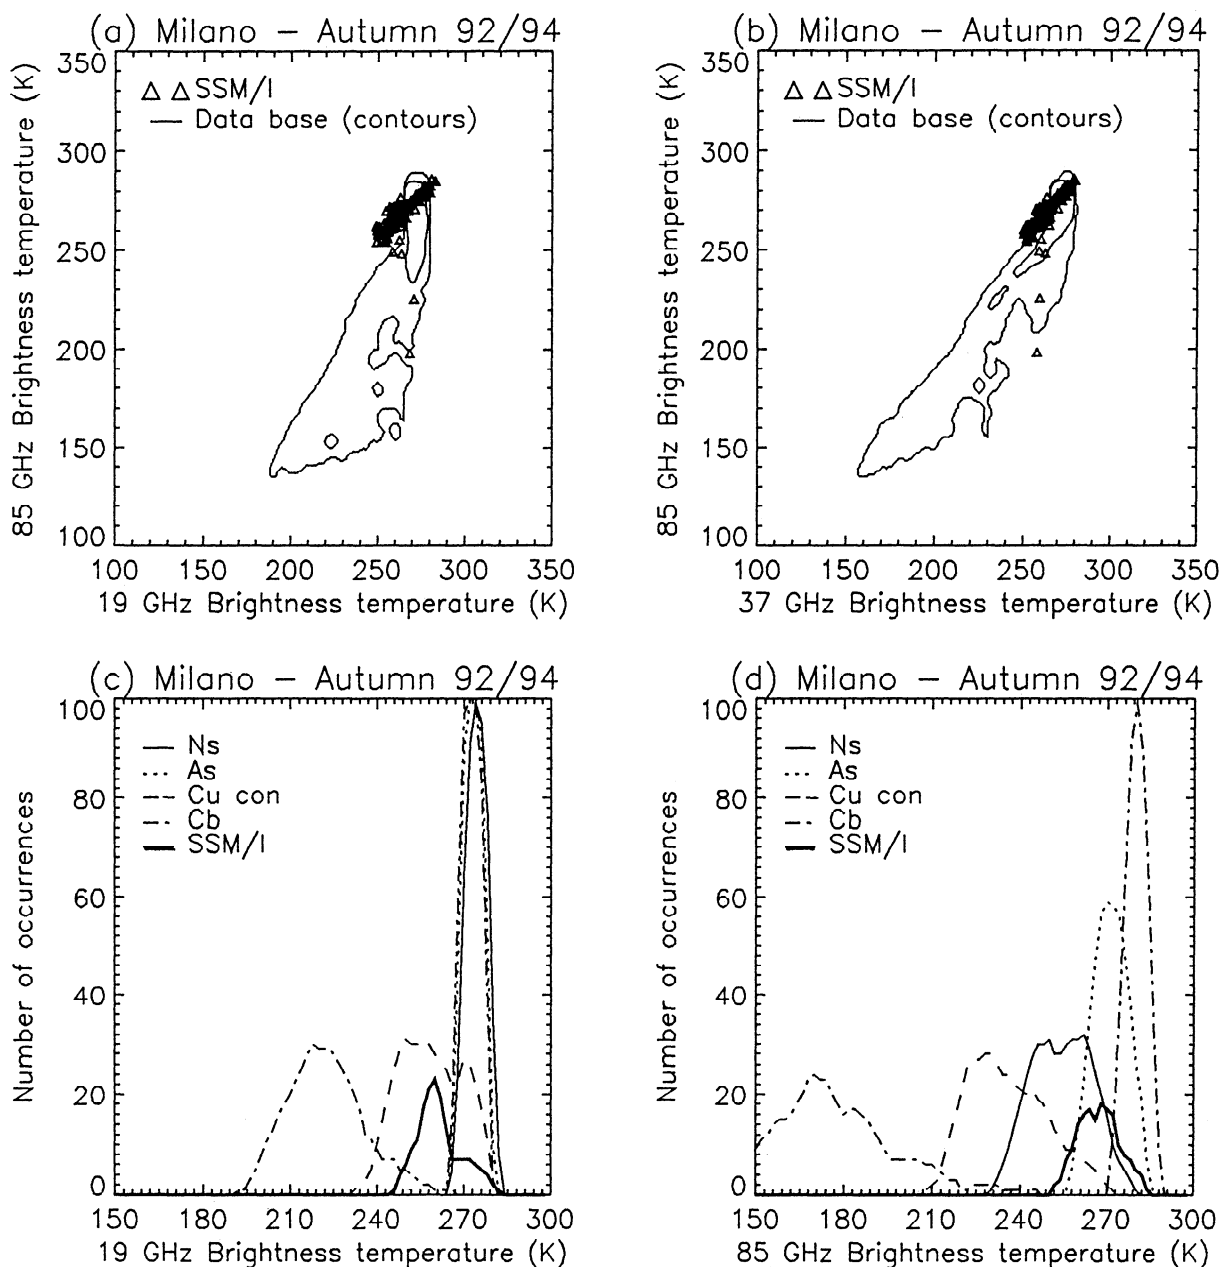 (a) Milano – Autumn 92/94
350
300
250
200
150
100
85 GHz Brightness temperature (K)
SSM/I
Data base (contours)
100 150 200 250 300 350
19 GHz Brightness temperature (K)
(b) Milano – Autumn 92/94
350
300
250
200
150
100
85 GHz Brightness temperature (K)
SSM/I
Data base (contours)
100 150 200 250 300 350
37 GHz Brightness temperature (K)
(c) Milano – Autumn 92/94
100
80
60
40
20
0
Number of occurrences
Ns
As
Cu con
Cb
SSM/I
150 180 210 240 270 300
19 GHz Brightness temperature (K)
(d) Milano – Autumn 92/94
100
80
60
40
20
0
Number of occurrences
Ns
As
Cu con
Cb
SSM/I
150 180 210 240 270 300
85 GHz Brightness temperature (K)